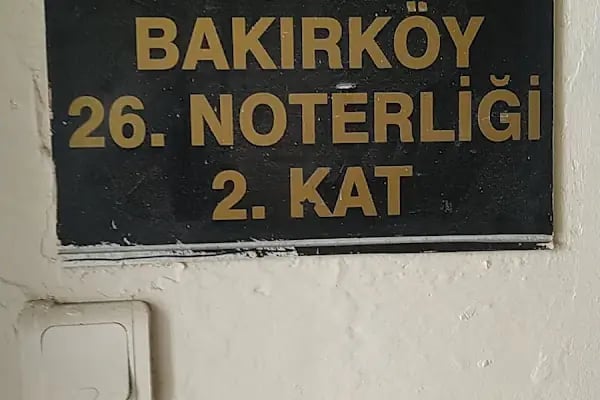 BAKIRKÖY
26. NOTERLİĞİ
2. KAT